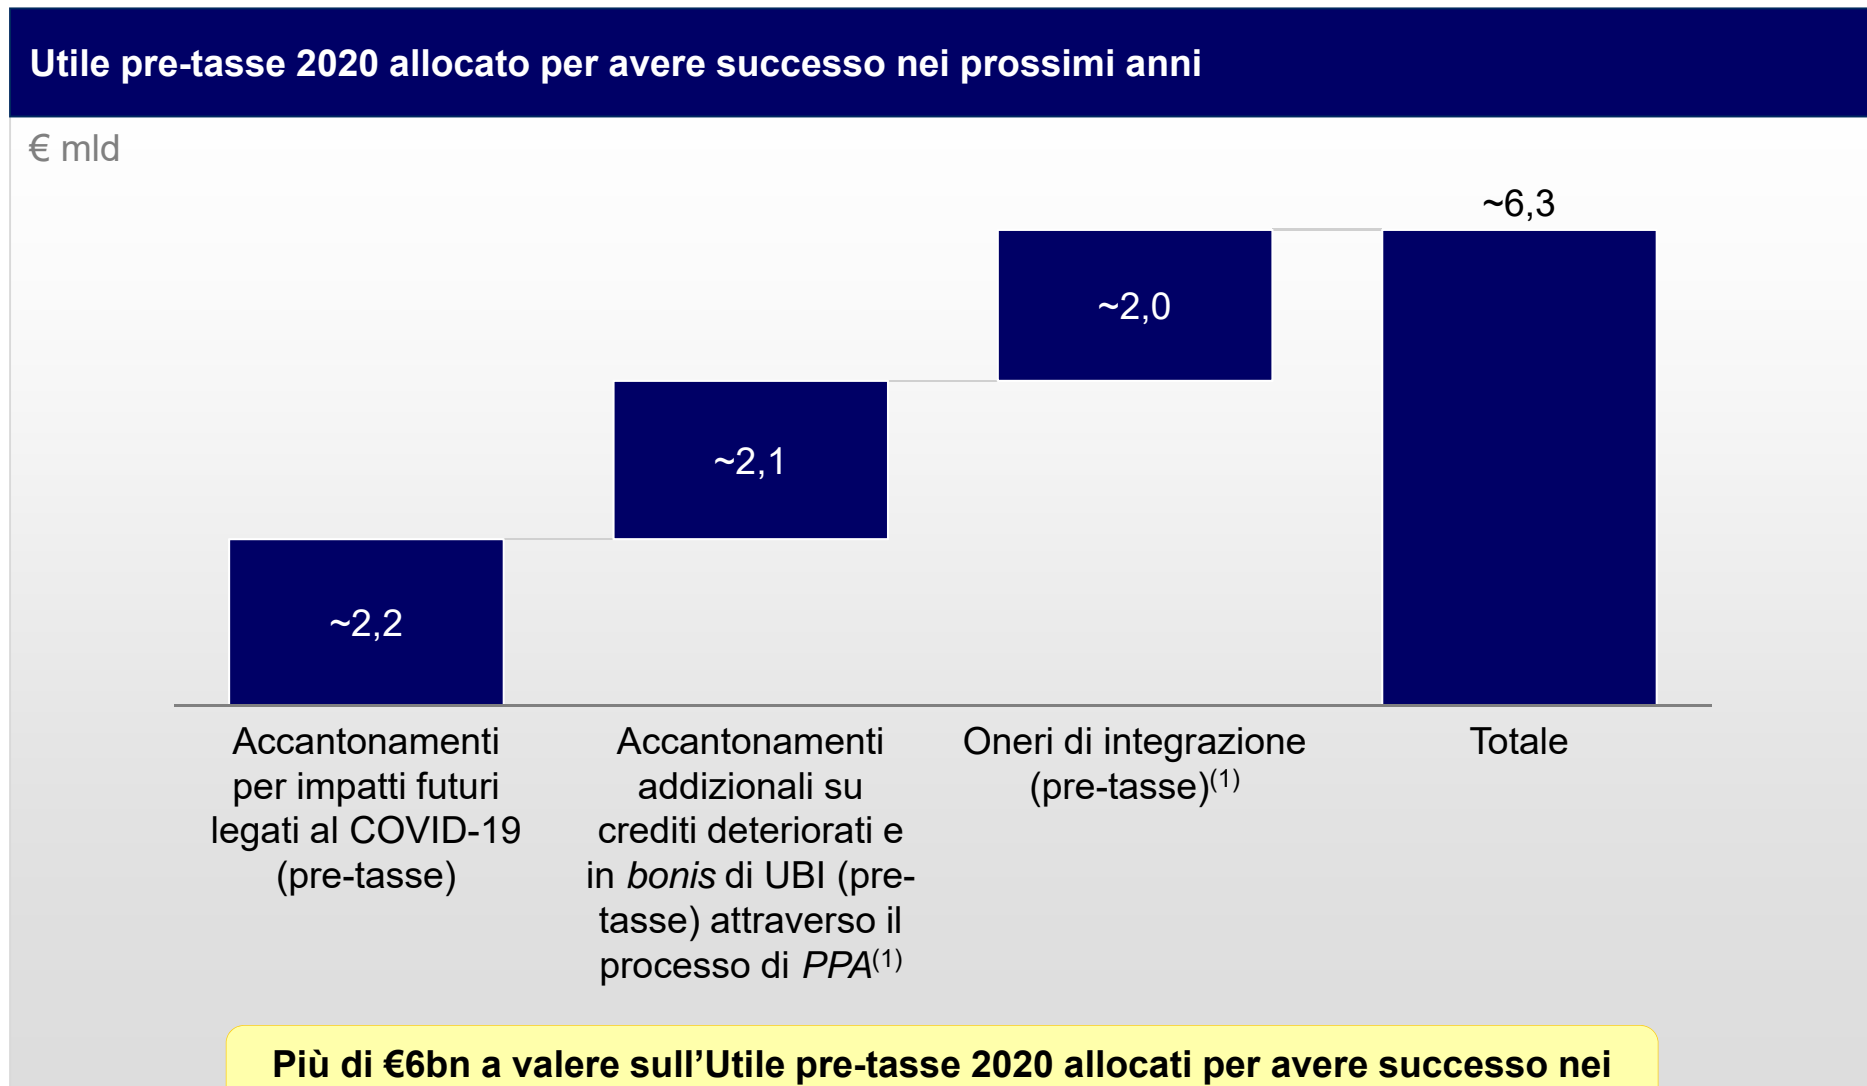 Utile pre-tasse 2020 allocato per avere successo nei prossimi anni
€ mld
~6,3
~2,0
~2,1
~2,2
Accantonamenti
per impatti futuri
legati al COVID-19
(pre-tasse)
Accantonamenti
addizionali su
crediti deteriorati e
in bonis di UBI (pre-
tasse) attraverso il
processo di PPA(1)
Oneri di integrazione
(pre-tasse)(1)
Totale
Più di €6bn a valere sull’Utile pre-tasse 2020 allocati per avere successo nei